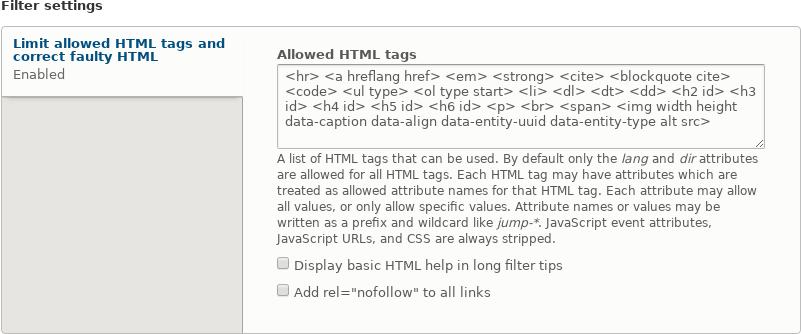 Filter settings
Limit allowed HTML tags and
correct faulty HTML
Enabled
Allowed HTML tags
<hr> <a hreflang href> <em> <strong> <cite> <blockquote cite>
<code> <ul type> <ol type start> <li> <dl> <dt> <dd> <h2 id> <h3
id> <h4 id> <h5 id> <h6 id> <p> <br> <span> <img width height
data-caption data-align data-entity-uuid data-entity-type alt src>
A list of HTML tags that can be used. By default only the lang and dir attributes
are allowed for all HTML tags. Each HTML tag may have attributes which are
treated as allowed attribute names for that HTML tag. Each attribute may allow
all values, or only allow specific values. Attribute names or values may be
written as a prefix and wildcard like jump-*. JavaScript event attributes,
JavaScript URLs, and CSS are always stripped.
Display basic HTML help in long filter tips
Add rel="nofollow" to all links